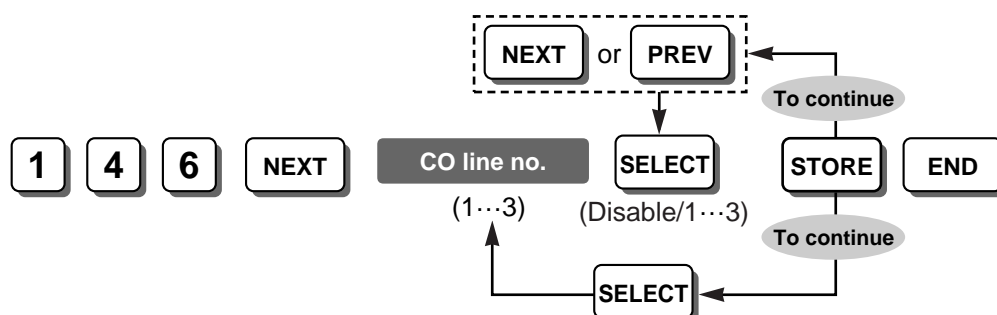 NEXT or PREV
To continue
1 4 6 NEXT CO line no. SELECT STORE END
(1···3) (Disable/1···3)
To continue
SELECT